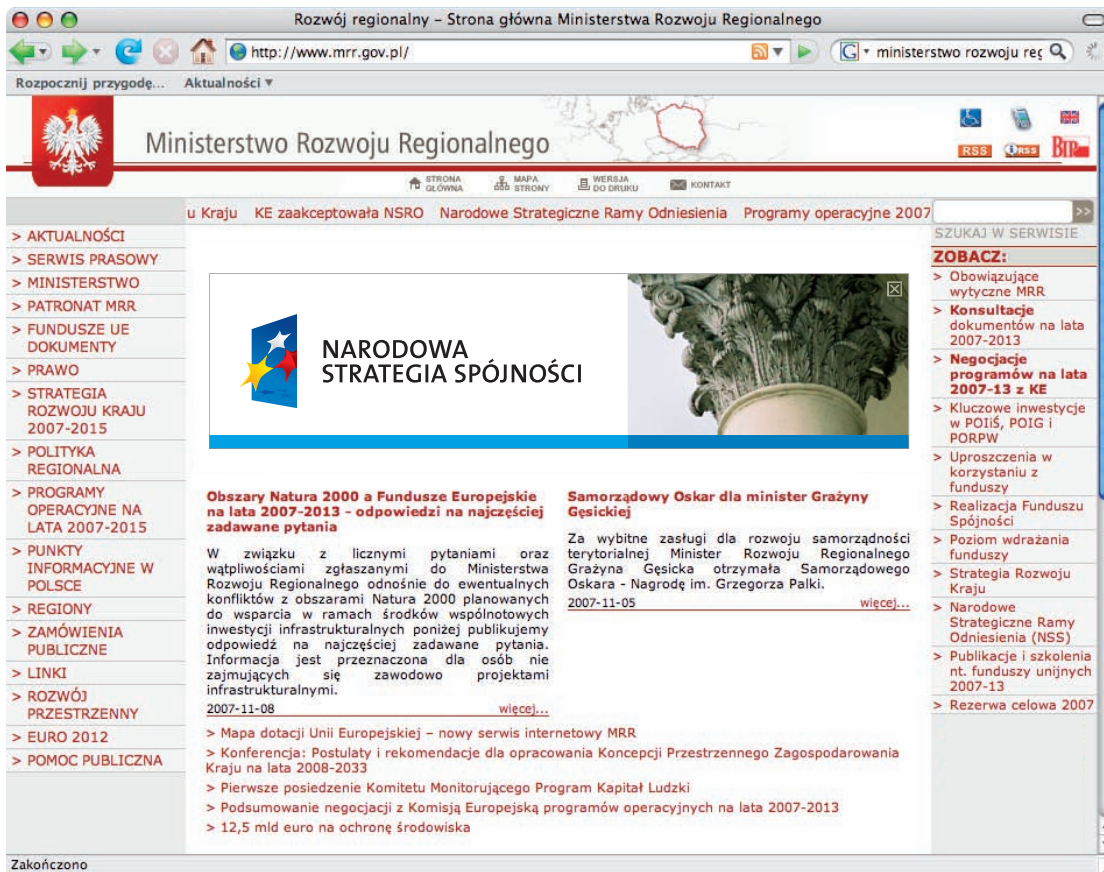 Rozwój regionalny – Strona główna Ministerstwa Rozwoju Regionalnego
http://www.mrr.gov.pl/
G
ministerstwo rozwoju reg
Rozpocznij przygodę...
Aktualności
Ministerstwo Rozwoju Regionalnego
RSS
RSS
BIP
STRONA
GŁÓWNA
MAPA
STRONY
WERSJA
DO DRUKU
KONTAKT
u Kraju KE zaakceptowała NSRO Narodowe Strategiczne Ramy Odniesienia Programy operacyjne 2007
>>
SZUKAJ W SERWISIE
> AKTUALNOŚCI
> SERWIS PRASOWY
> MINISTERSTWO
> PATRONAT MRR
> FUNDUSZE UE
DOKUMENTY
> PRAWO
> STRATEGIA
ROZWOJU KRAJU
2007-2015
> POLITYKA
REGIONALNA
> PROGRAMY
OPERACYJNE NA
LATA 2007-2015
> PUNKTY
INFORMACYJNE W
POLSCE
> REGIONY
> ZAMÓWIENIA
PUBLICZNE
> LINKI
> ROZWÓJ
PRZESTRZENNY
> EURO 2012
> POMOC PUBLICZNA
NARODOWA
STRATEGIA SPÓJNOŚCI
Obszary Natura 2000 a Fundusze Europejskie
na lata 2007-2013 - odpowiedzi na najczęściej
zadawane pytania
W związku z licznymi pytaniami oraz
wątpliwościami zgłaszanymi do Ministerstwa
Rozwoju Regionalnego odnośnie do ewentualnych
konfliktów z obszarami Natura 2000 planowanych
do wsparcia w ramach środków wspólnotowych
inwestycji infrastrukturalnych poniżej publikujemy
odpowiedź na najczęściej zadawane pytania.
Informacja jest przeznaczona dla osób nie
zajmujących się zawodowo projektami
infrastrukturalnymi.
2007-11-08 więcej...
Samorządowy Oskar dla minister Grażyny
Gęsickiej
Za wybitne zasługi dla rozwoju samorządności
terytorialnej Minister Rozwoju Regionalnego
Grażyna Gęsicka otrzymała Samorządowego
Oskara - Nagrodę im. Grzegorza Palki.
2007-11-05 więcej...
> Mapa dotacji Unii Europejskiej – nowy serwis internetowy MRR
> Konferencja: Postulaty i rekomendacje dla opracowania Koncepcji Przestrzennego Zagospodarowania
Kraju na lata 2008-2033
> Pierwsze posiedzenie Komitetu Monitorującego Program Kapitał Ludzki
> Podsumowanie negocjacji z Komisją Europejską programów operacyjnych na lata 2007-2013
> 12,5 mld euro na ochronę środowiska
ZOBACZ:
> Obowiązujące
wytyczne MRR
> Konsultacje
dokumentów na lata
2007-2013
> Negocjacje
programów na lata
2007-13 z KE
> Kluczowe inwestycje
w POIiŚ, POIG i
PORPW
> Uproszczenia w
korzystaniu z
funduszy
> Realizacja Funduszu
Spójności
> Poziom wdrażania
funduszy
> Strategia Rozwoju
Kraju
> Narodowe
Strategiczne Ramy
Odniesienia (NSS)
> Publikacje i szkolenia
nt. funduszy unijnych
2007-13
> Rezerwa celowa 2007
Zakończono